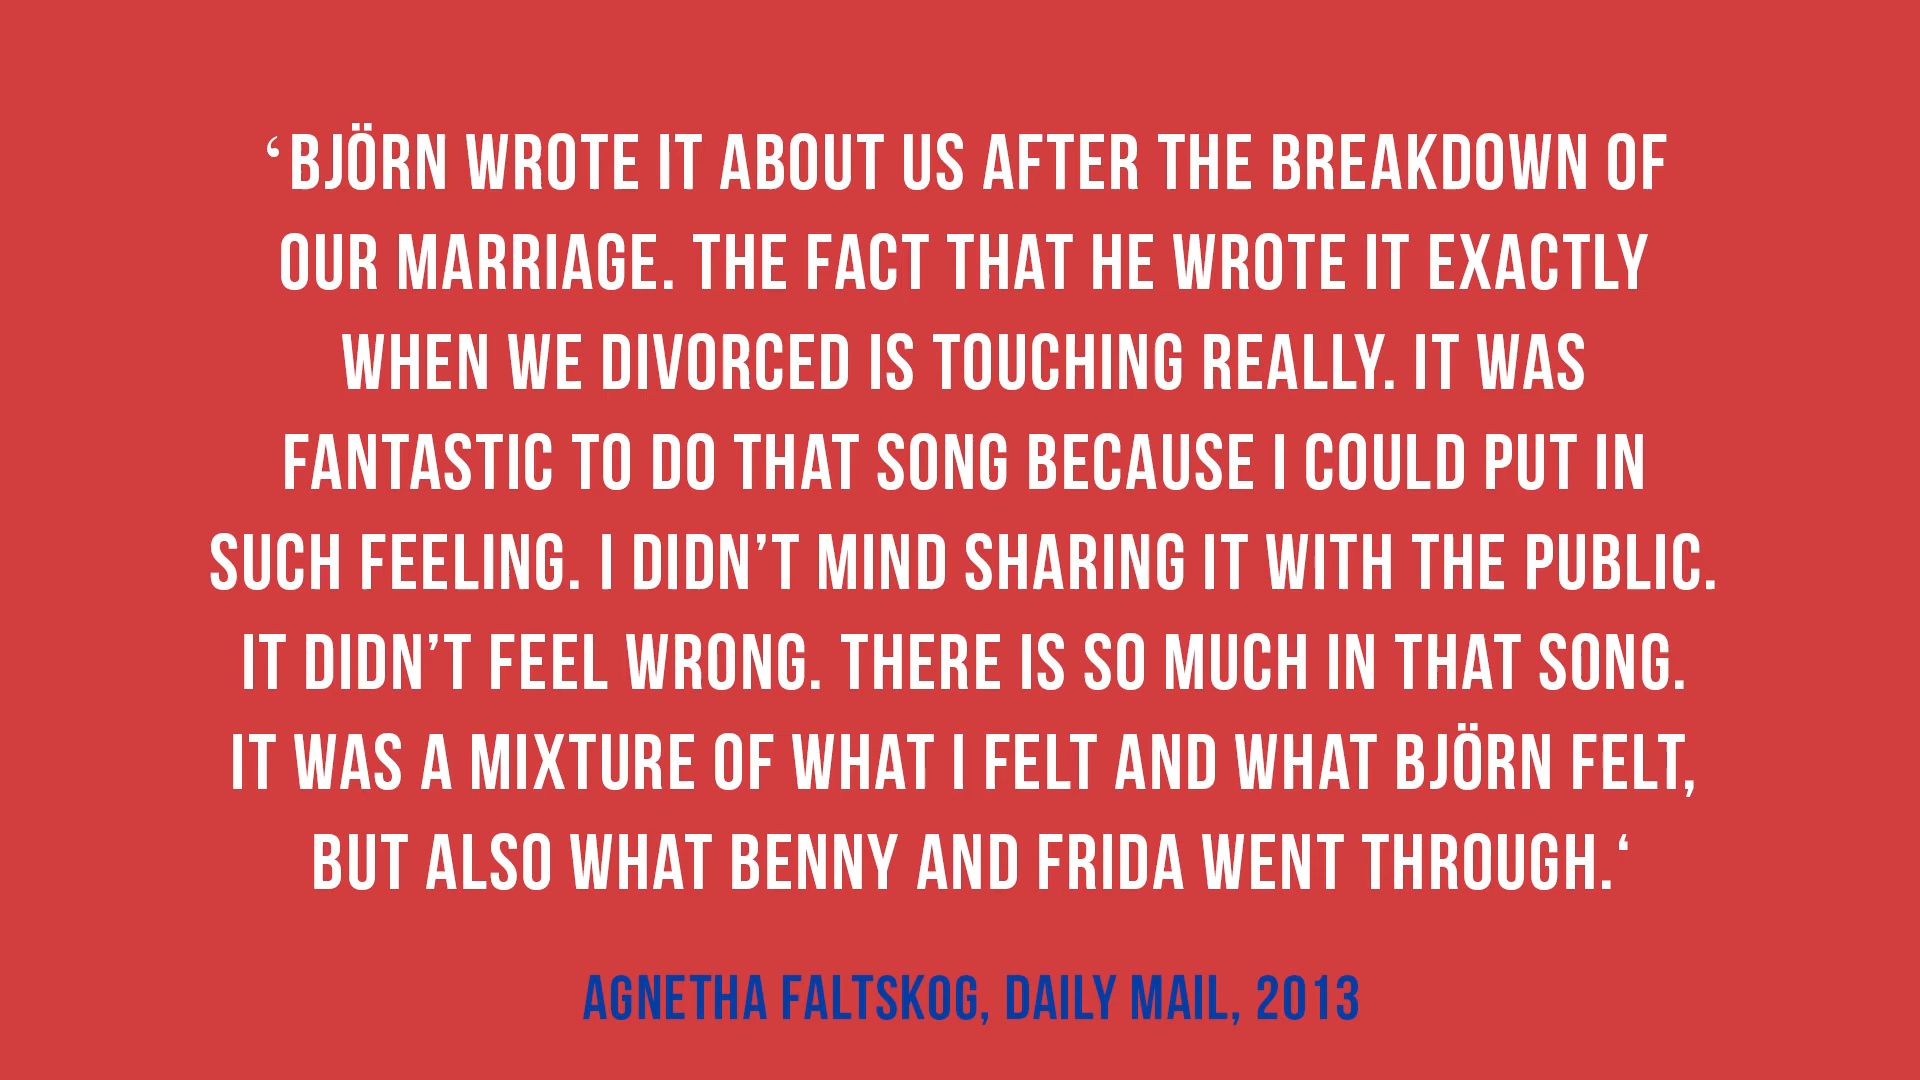 ‘BJÖRN WROTE IT ABOUT US AFTER THE BREAKDOWN OF
OUR MARRIAGE. THE FACT THAT HE WROTE IT EXACTLY
WHEN WE DIVORCED IS TOUCHING REALLY. IT WAS
FANTASTIC TO DO THAT SONG BECAUSE I COULD PUT IN
SUCH FEELING. I DIDN’T MIND SHARING IT WITH THE PUBLIC.
IT DIDN’T FEEL WRONG. THERE IS SO MUCH IN THAT SONG.
IT WAS A MIXTURE OF WHAT I FELT AND WHAT BJÖRN FELT,
BUT ALSO WHAT BENNY AND FRIDA WENT THROUGH.‘
AGNETHA FALTSKOG, DAILY MAIL, 2013